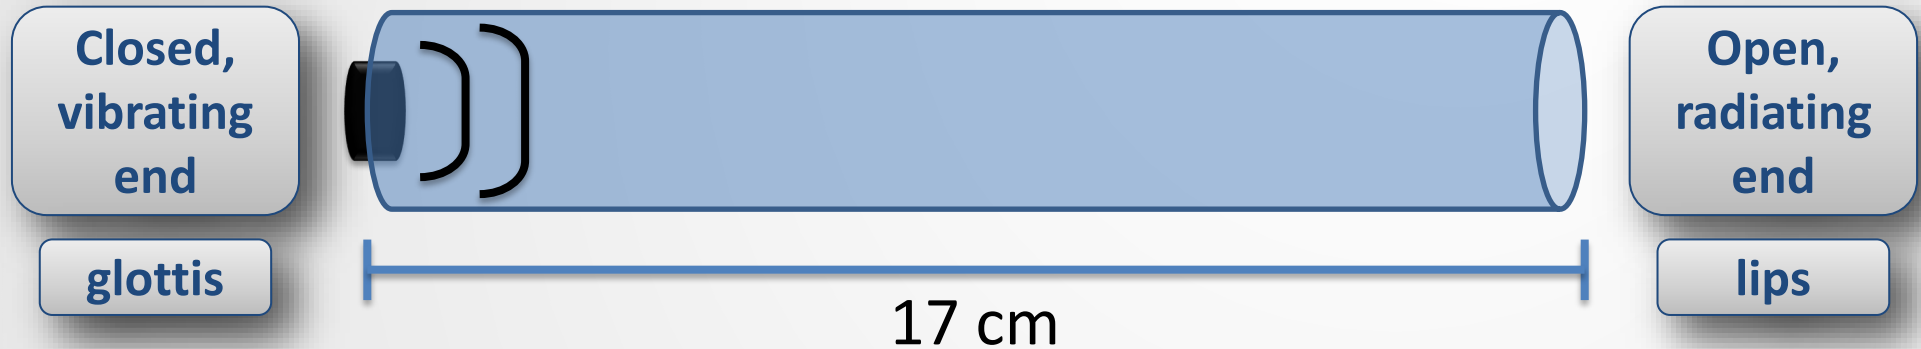 Closed,
vibrating
end
glottis
17 cm
Open,
radiating
end
lips